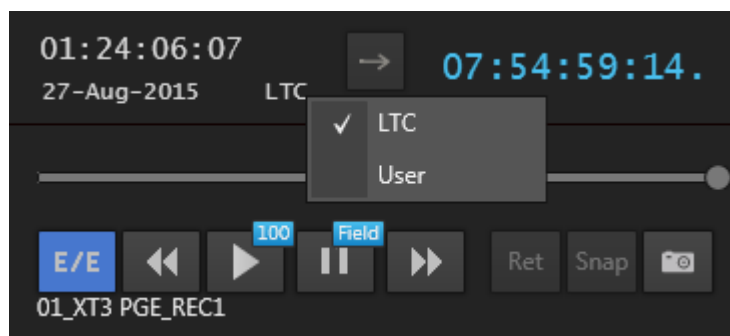 01:24:06:07
07:54:59:14.
27-Aug-2015 LTC
LTC
User
100 Field
E/E Ret Snap
01_XT3 PGE_REC1